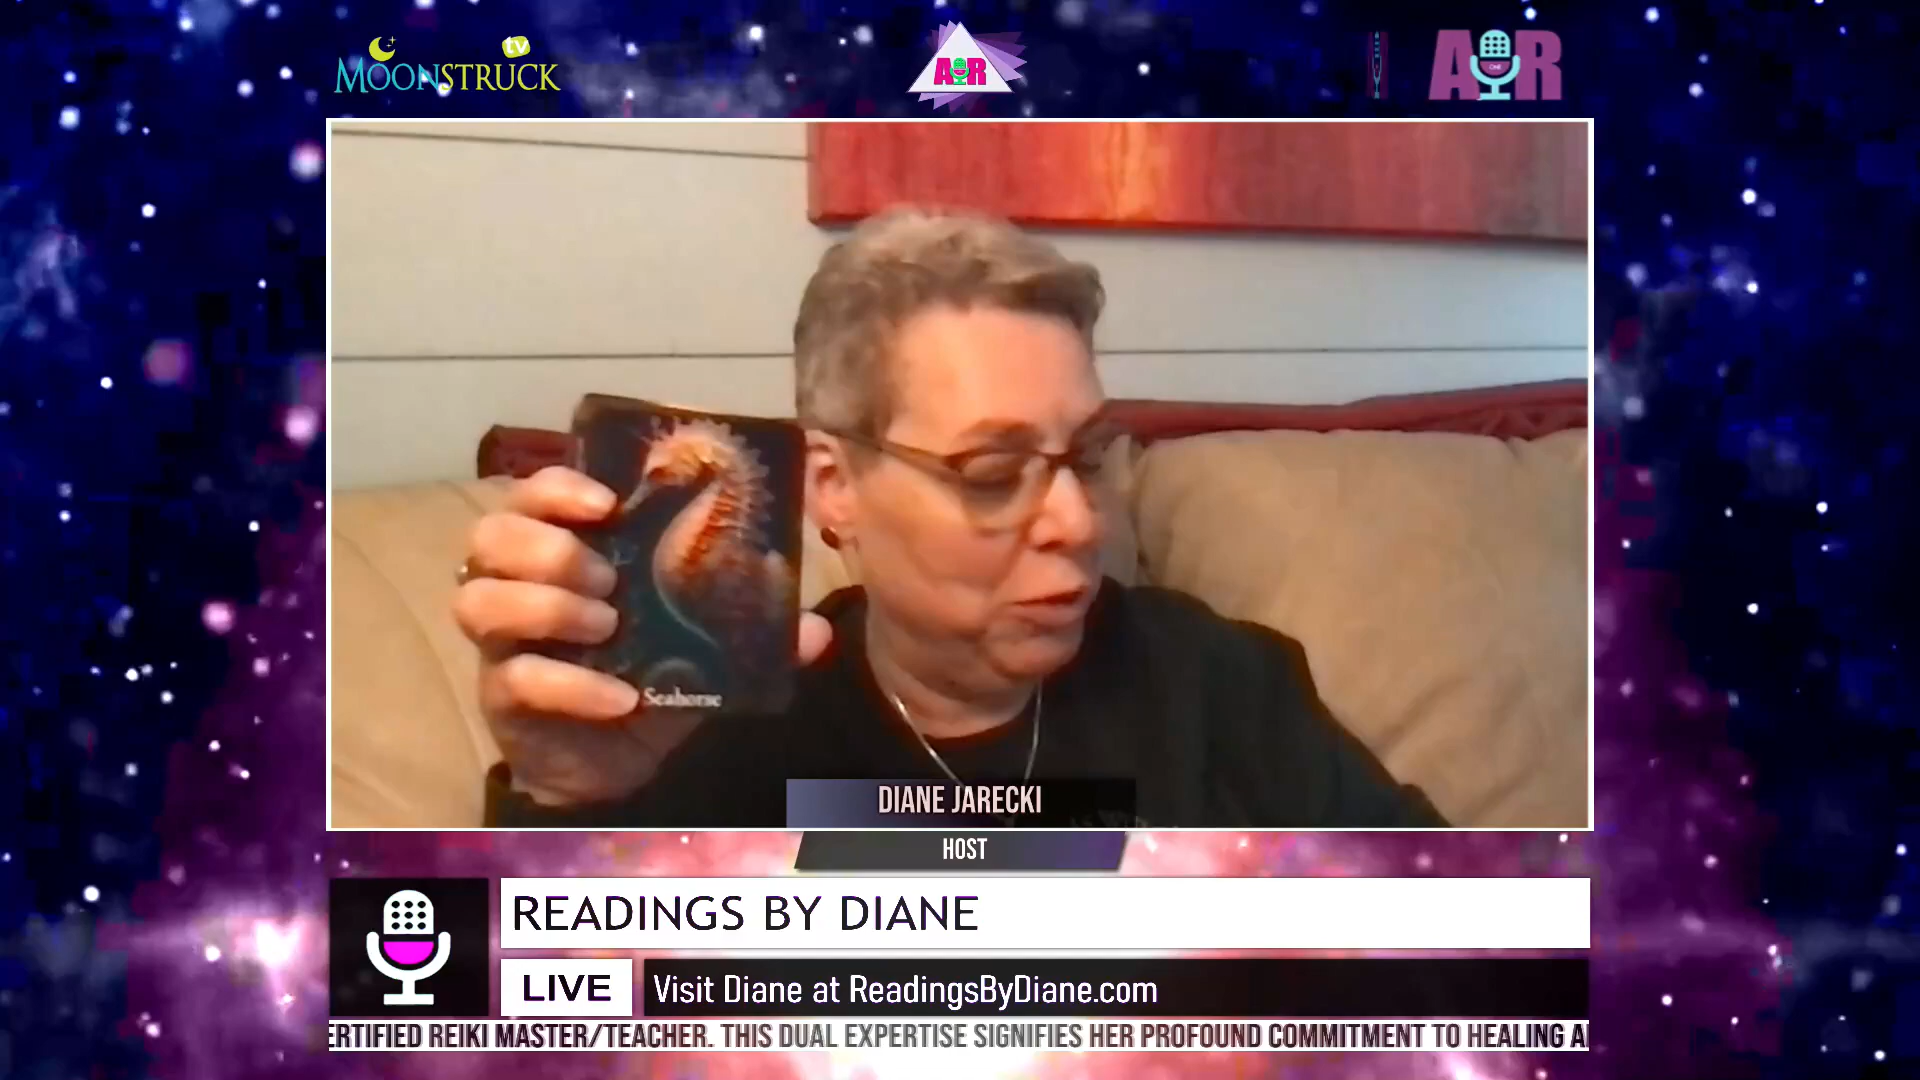 MOONSTRUCK tv
AIR
AIR
ONE
Seahorse
DIANE JARECKI
HOST
READINGS BY DIANE
LIVE
Visit Diane at ReadingsByDiane.com
ERTIFIED REIKI MASTER/TEACHER. THIS DUAL EXPERTISE SIGNIFIES HER PROFOUND COMMITMENT TO HEALING A